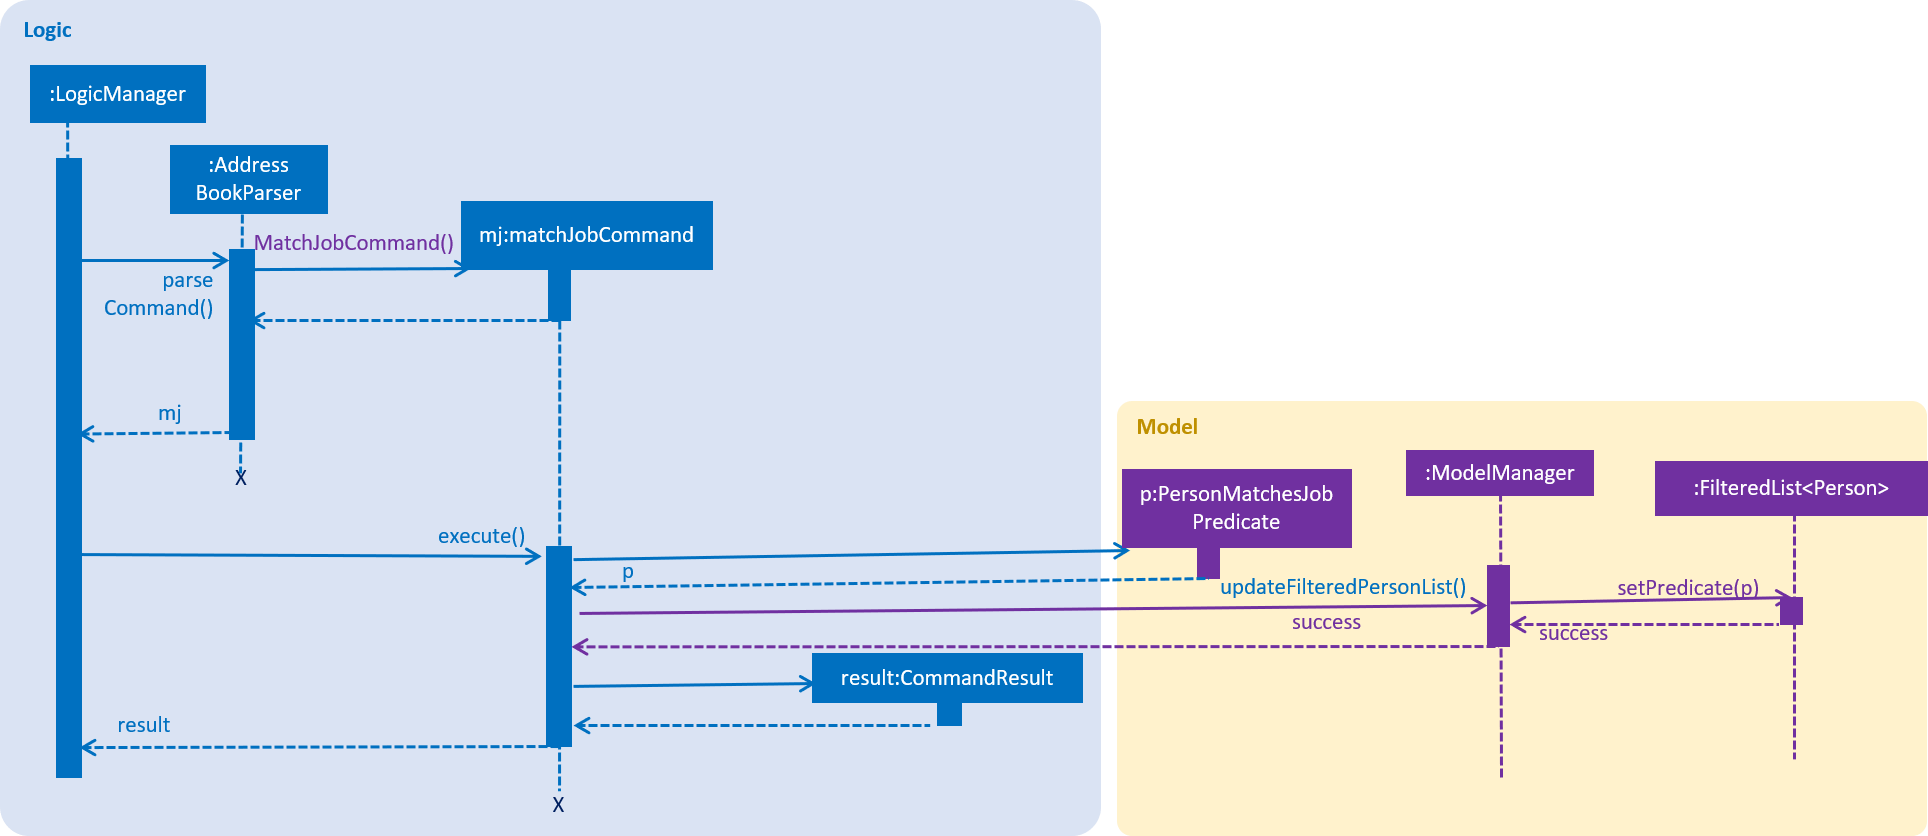 Logic
:LogicManager
:Address
BookParser
MatchJobCommand()
mj:matchJobCommand
parse
Command()
mj
X
Model
:ModelManager
:FilteredList<Person>
p:PersonMatchesJob
Predicate
execute()
p
updateFilteredPersonList()
setPredicate(p)
success
success
result:CommandResult
result
X